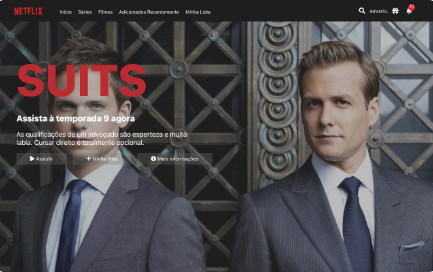 NETFLIX
Início Séries Filmes Adicionados Recentemente Minha Lista
INFANTIL
SUITS
Assista à temporada 9 agora
As qualificações de um advogado são esperteza e muita
labia. Cursar direito é totalmente opcional.
Assistir Minha lista Mais informações